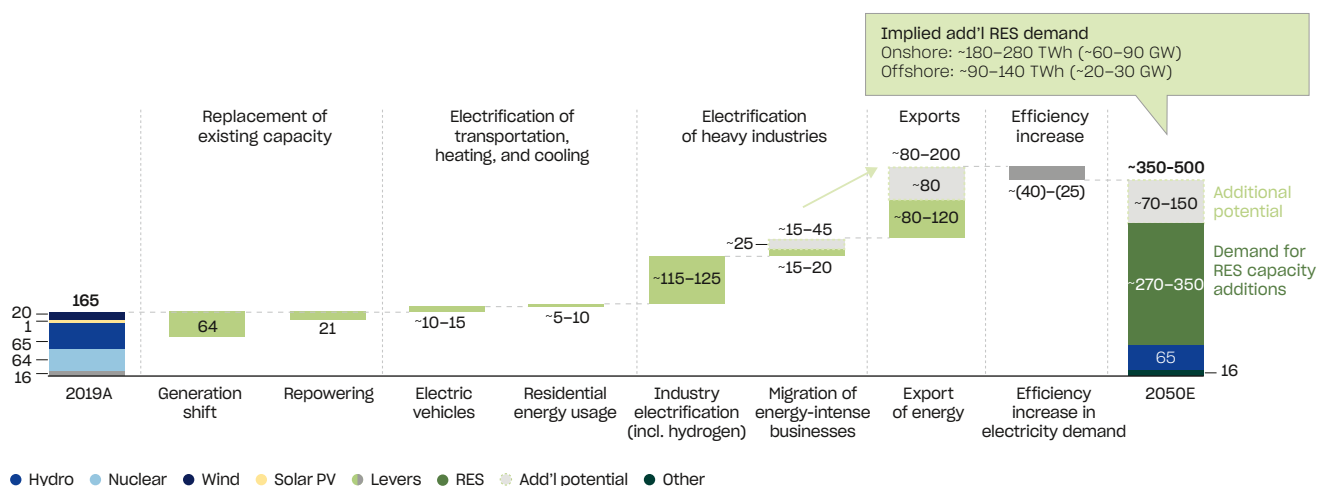 Implied add'l RES demand
Onshore: ~180–280 TWh (~60–90 GW)
Offshore: ~90–140 TWh (~20–30 GW)
Replacement of
existing capacity
Electrification of
transportation,
heating, and cooling
Electrification
of heavy industries
Exports
Efficiency
increase
165
20
1
65
64
16
64
21
~10–15
~5–10
~115–125
~15–45
~25
~15–20
~80–200
~80
~80–120
~(40)–(25)
~350-500
~70–150
~270–350
65
16
Additional
potential
Demand for
RES capacity
additions
2019A
Generation
shift
Repowering
Electric
vehicles
Residential
energy usage
Industry
electrification
(incl. hydrogen)
Migration of
energy-intense
businesses
Export
of energy
Efficiency
increase in
electricity demand
2050E
Hydro
Nuclear
Wind
Solar PV
Levers
RES
Add'l potential
Other